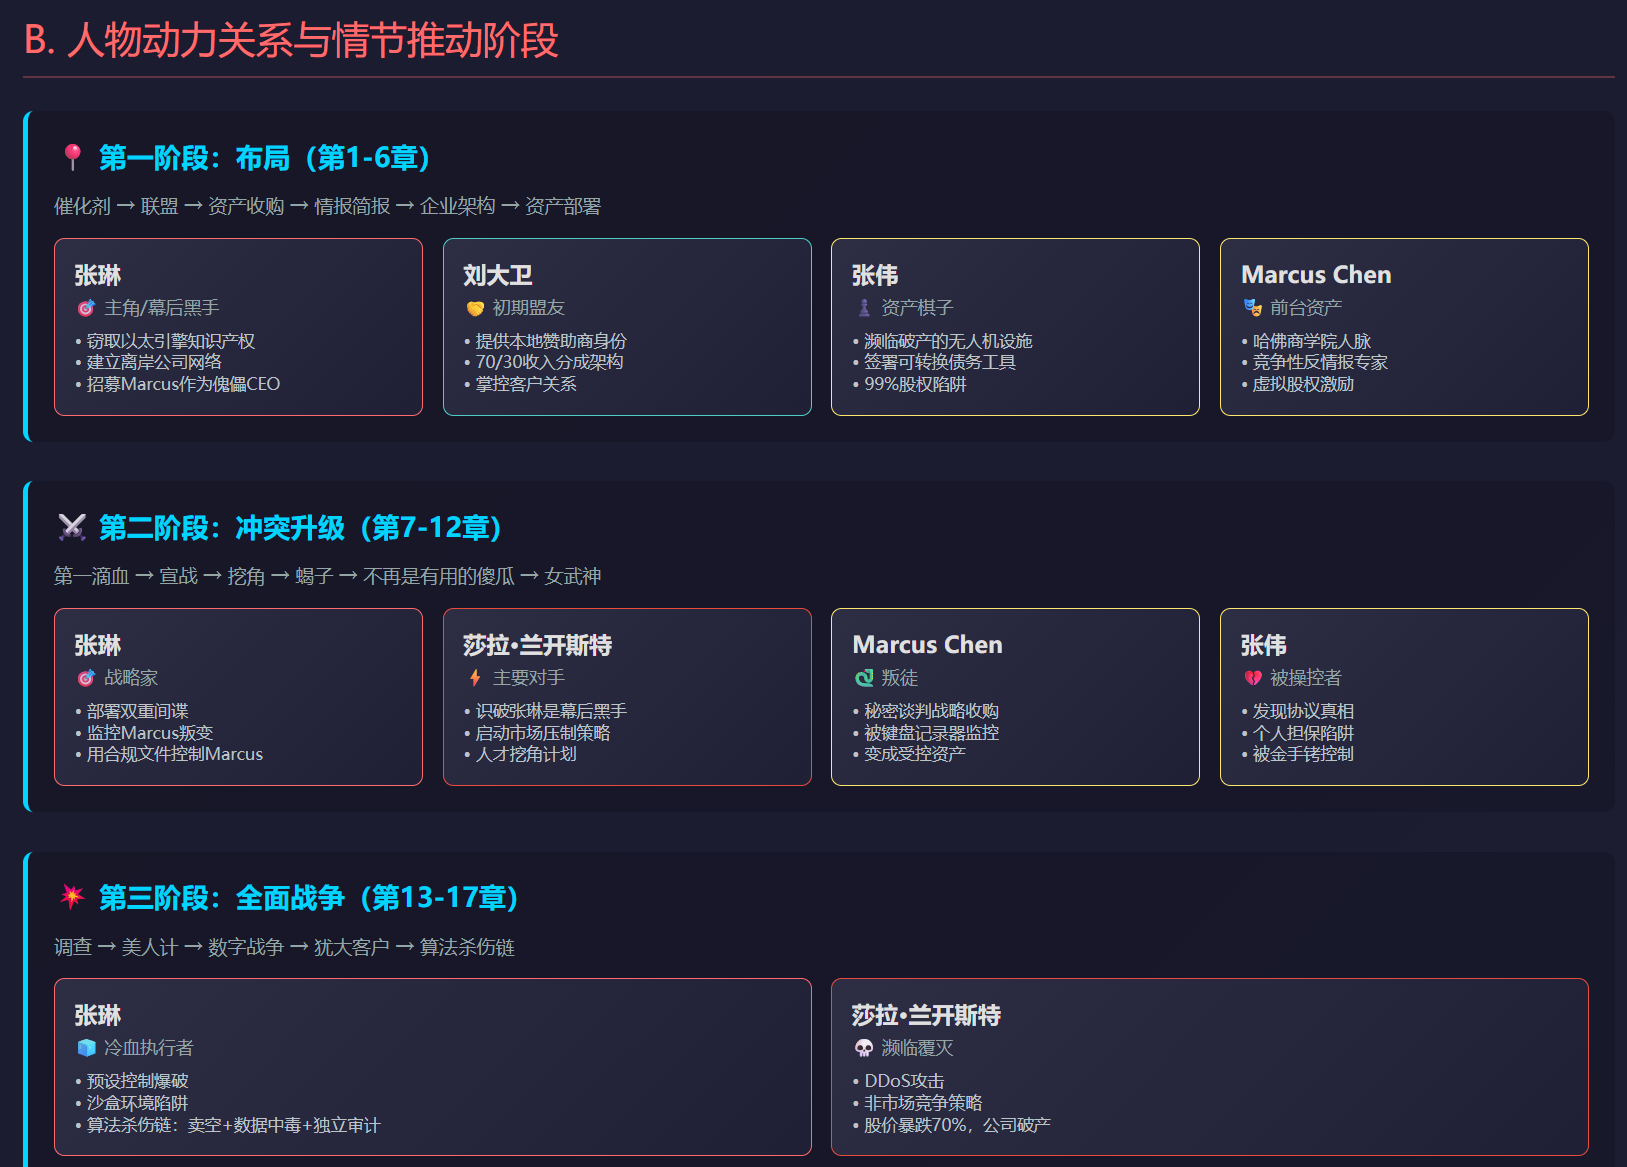 B. 人物动力关系与情节推动阶段
第一阶段：布局（第1-6章）
催化剂 → 联盟 → 资产收购 → 情报简报 → 企业架构 → 资产部署
张琳
主角/幕后黑手
• 窃取以太引擎知识产权
• 建立离岸公司网络
• 招募Marcus作为傀儡CEO
刘大卫
初期盟友
• 提供本地赞助商身份
• 70/30收入分成架构
• 掌控客户关系
张伟
资产棋子
• 濒临破产的无人机设施
• 签署可转换债务工具
• 99%股权陷阱
Marcus Chen
前台资产
• 哈佛商学院人脉
• 竞争性反情报专家
• 虚拟股权激励
第二阶段：冲突升级（第7-12章）
第一滴血 → 宣战 → 挖角 → 蝎子 → 不再是有用的傻瓜 → 女武神
张琳
战略家
• 部署双重间谍
• 监控Marcus叛变
• 用合规文件控制Marcus
莎拉•兰开斯特
主要对手
• 识破张琳是幕后黑手
• 启动市场压制策略
• 人才挖角计划
Marcus Chen
叛徒
• 秘密谈判战略收购
• 被键盘记录器监控
• 变成受控资产
张伟
被操控者
• 发现协议真相
• 个人担保陷阱
• 被金手铐控制
第三阶段：全面战争（第13-17章）
调查 → 美人计 → 数字战争 → 犹大客户 → 算法杀伤链
张琳
冷血执行者
• 预设控制爆破
• 沙盒环境陷阱
• 算法杀伤链：卖空+数据中毒+独立审计
莎拉•兰开斯特
濒临覆灭
• DDoS攻击
• 非市场竞争策略
• 股价暴跌70%，公司破产